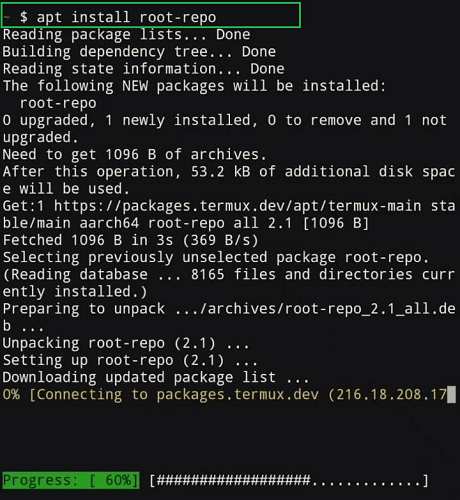 ~ $ apt install root-repo
Reading package lists... Done
Building dependency tree... Done
Reading state information... Done
The following NEW packages will be installed:
  root-repo
0 upgraded, 1 newly installed, 0 to remove and 1 not
upgraded.
Need to get 1096 B of archives.
After this operation, 53.2 kB of additional disk spac
e will be used.
Get:1 https://packages.termux.dev/apt/termux-main sta
ble/main aarch64 root-repo all 2.1 [1096 B]
Fetched 1096 B in 3s (369 B/s)
Selecting previously unselected package root-repo.
(Reading database ... 8165 files and directories curr
ently installed.)
Preparing to unpack .../archives/root-repo_2.1_all.de
b ...
Unpacking root-repo (2.1) ...
Setting up root-repo (2.1) ...
Downloading updated package list ...
0% [Connecting to packages.termux.dev (216.18.208.17
Progress: [ 60%] [##################.............]